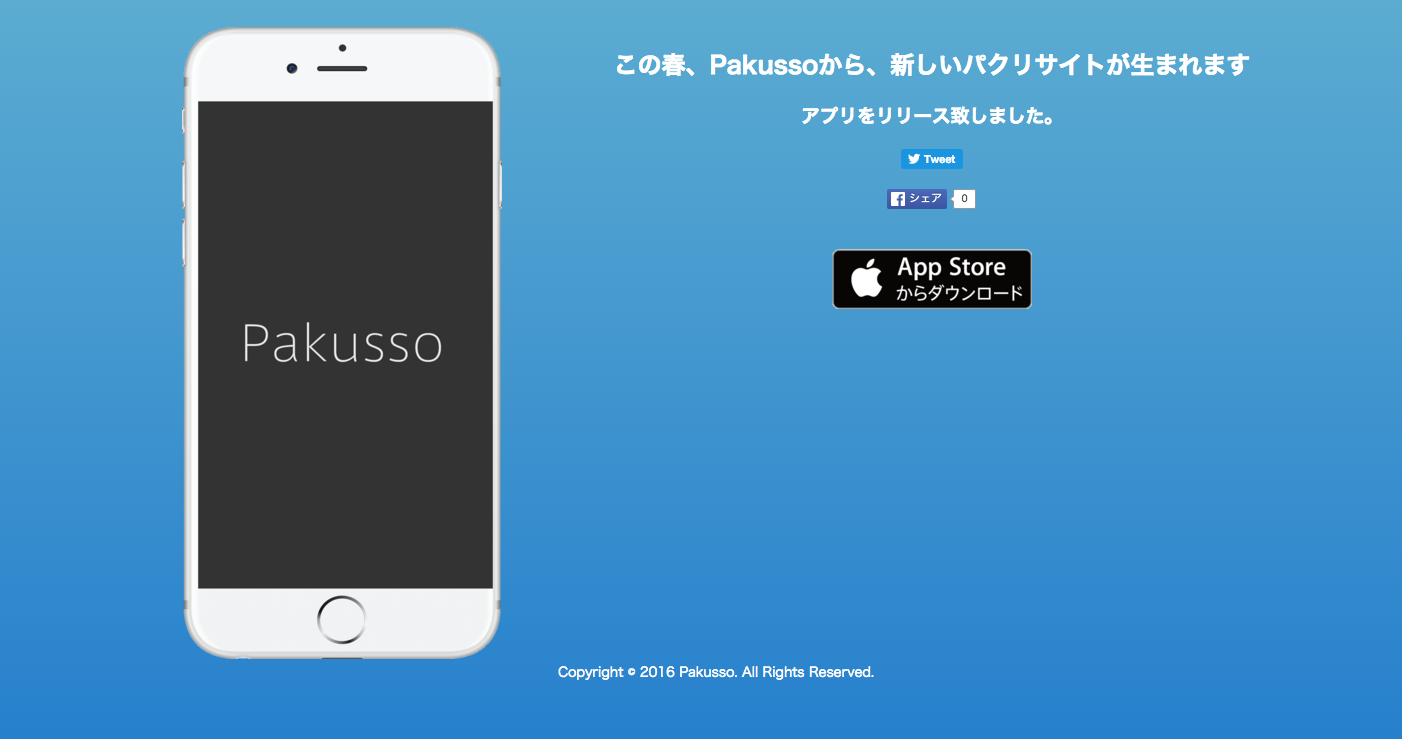 Pakusso
この春、Pakussoから、新しいパクリサイトが生まれます
アプリをリリース致しました。
Tweet
シェア 0
App Store
からダウンロード
Copyright © 2016 Pakusso. All Rights Reserved.